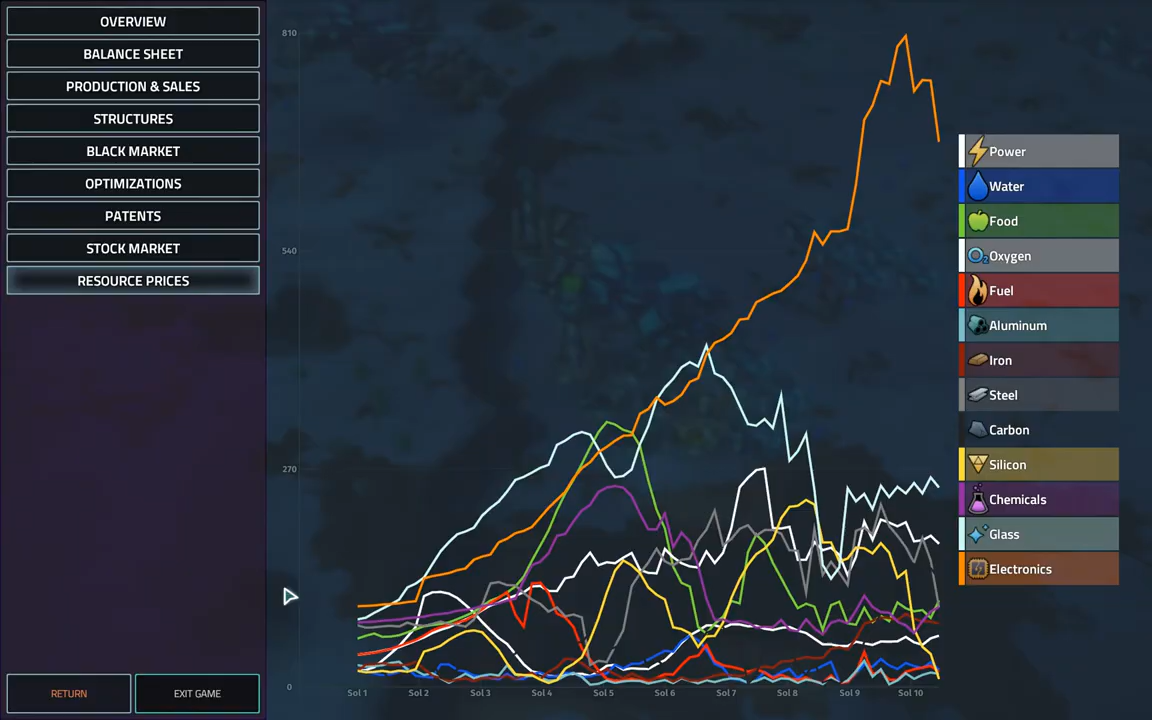 OVERVIEW
BALANCE SHEET
PRODUCTION & SALES
STRUCTURES
BLACK MARKET
OPTIMIZATIONS
PATENTS
STOCK MARKET
RESOURCE PRICES
RETURN
EXIT GAME
810
540
270
0
Sol 1 Sol 2 Sol 3 Sol 4 Sol 5 Sol 6 Sol 7 Sol 8 Sol 9 Sol 10
Power
Water
Food
O2 Oxygen
Fuel
Aluminum
Iron
Steel
Carbon
Silicon
Chemicals
Glass
Electronics